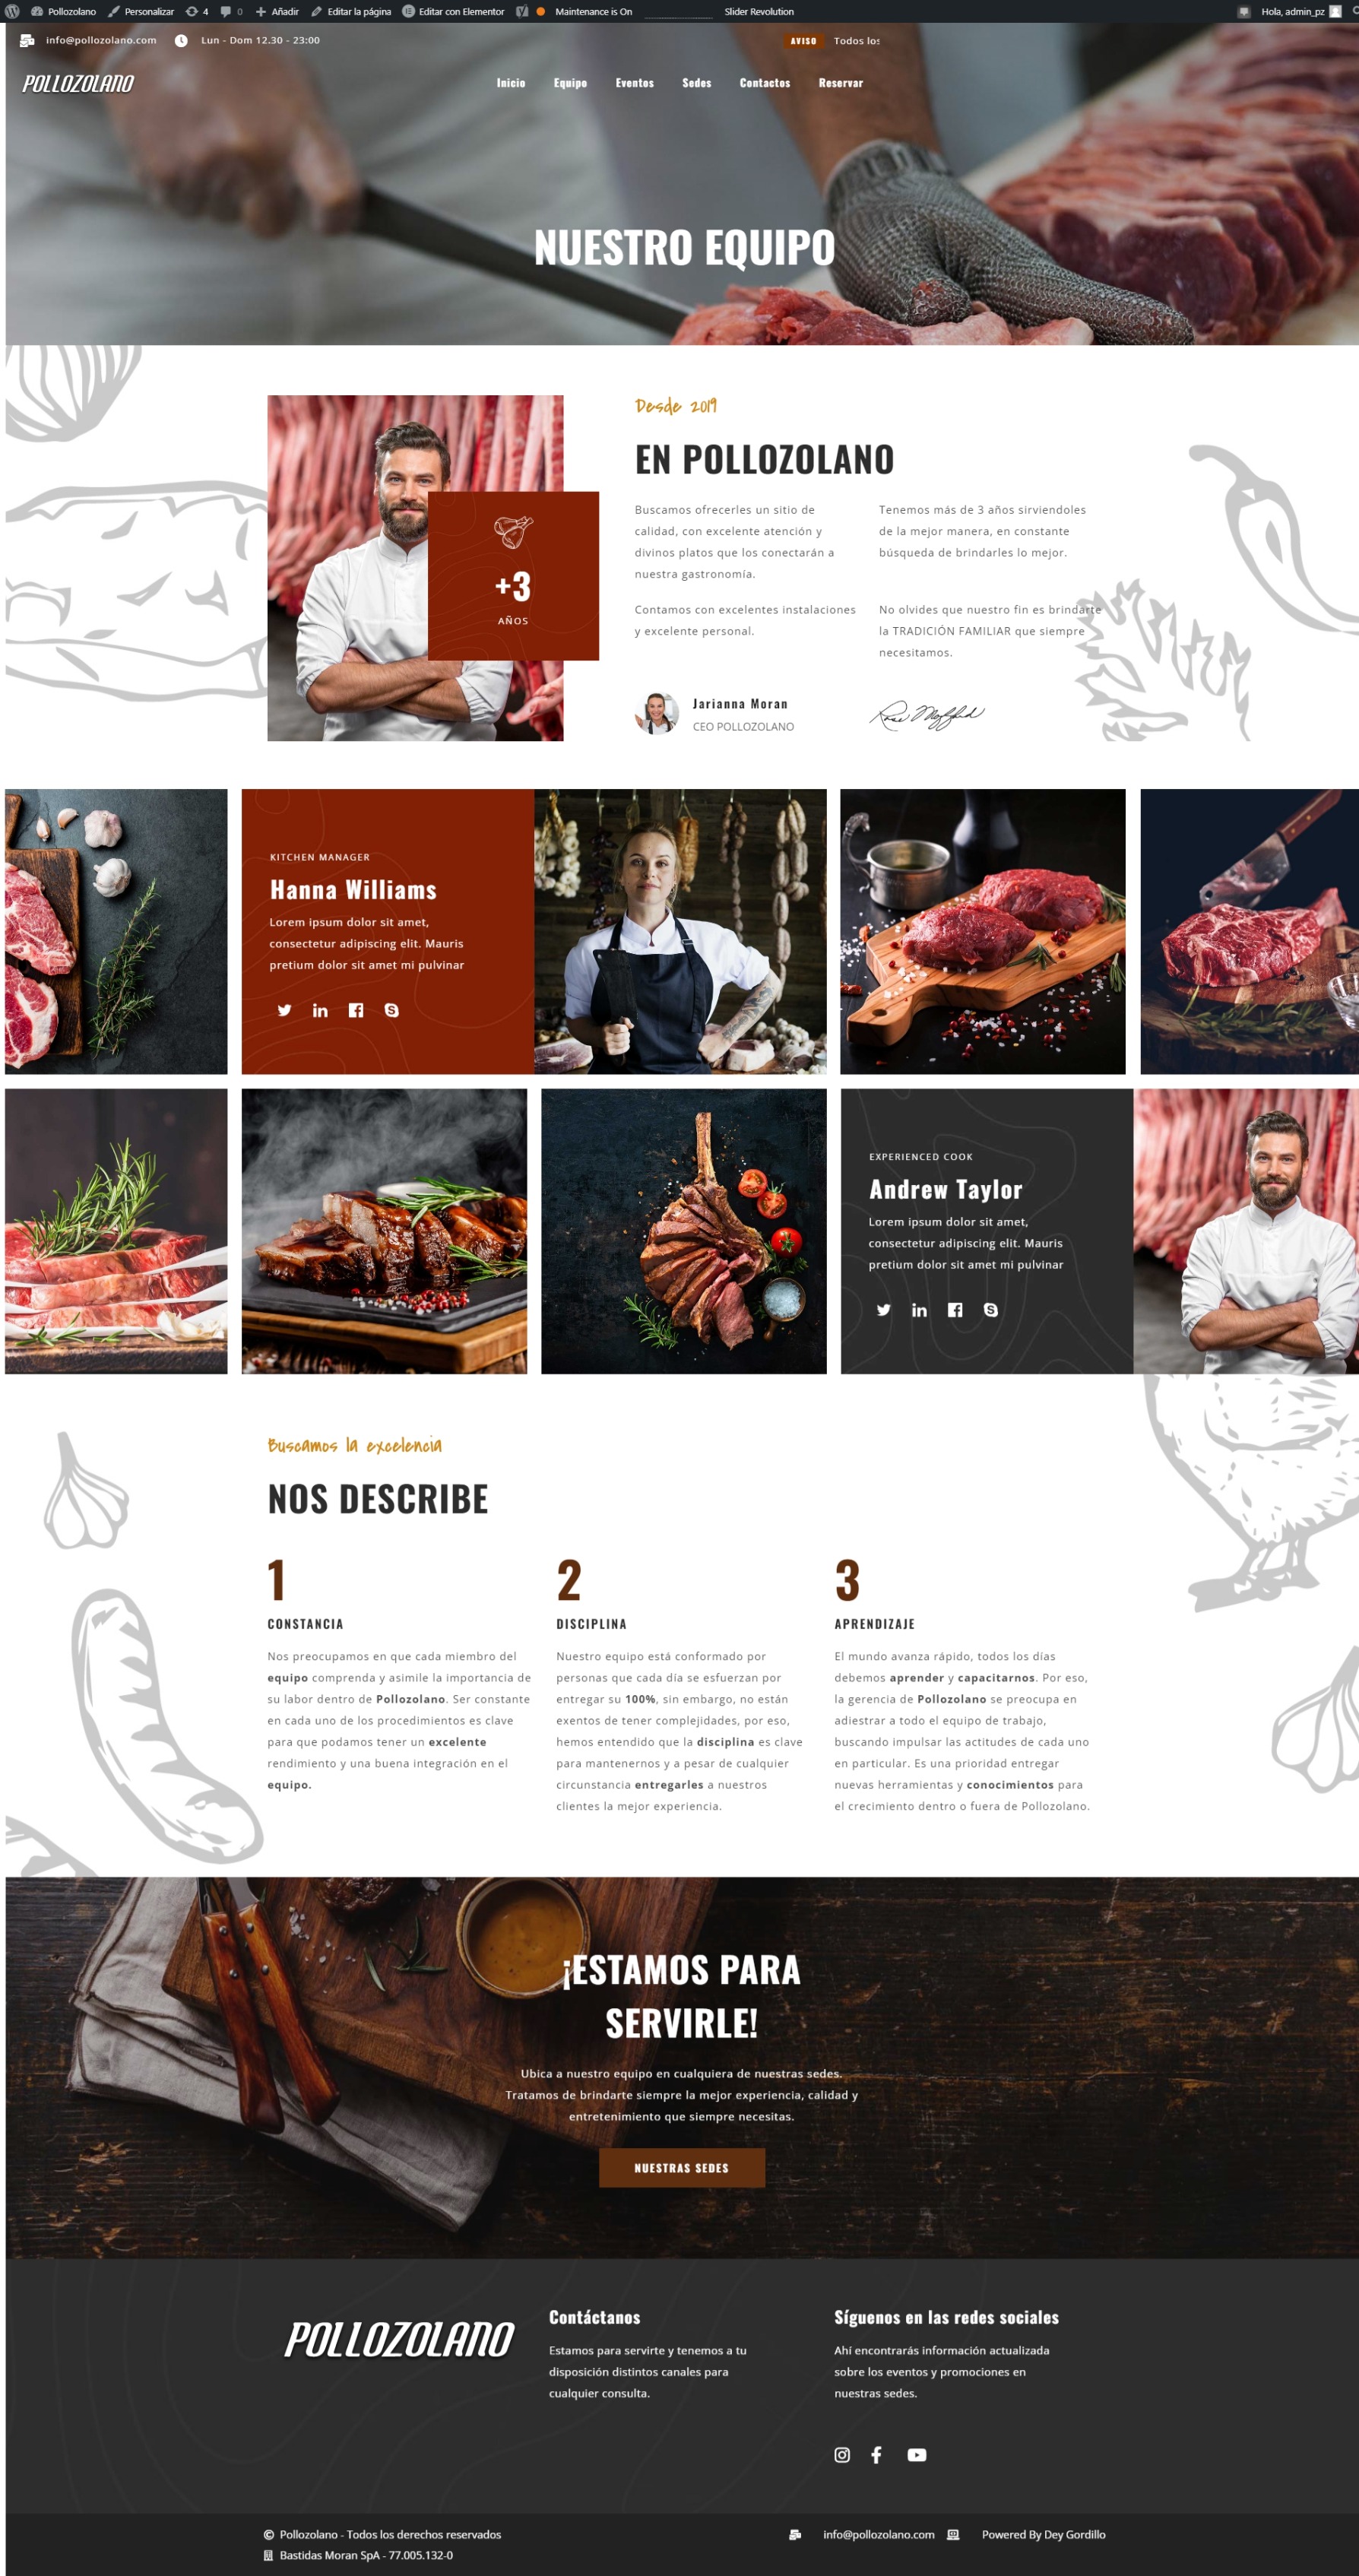 Pollozolano Personalizar 4 0 Añadir Editar la página Editar con Elementor Maintenance is On Slider Revolution Hola, admin_pz
info@pollozolano.com Lun - Dom 12.30 - 23:00 AVISO Todos los
POLLOZOLANO Inicio Equipo Eventos Sedes Contactos Reservar
NUESTRO EQUIPO
+3
AÑOS
Desde 2019
EN POLLOZOLANO
Buscamos ofrecerles un sitio de
calidad, con excelente atención y
divinos platos que los conectarán a
nuestra gastronomía.
Contamos con excelentes instalaciones
y excelente personal.
Tenemos más de 3 años sirviendoles
de la mejor manera, en constante
búsqueda de brindarles lo mejor.
No olvides que nuestro fin es brindarte
la TRADICIÓN FAMILIAR que siempre
necesitamos.
Jarianna Moran
CEO POLLOZOLANO
KITCHEN MANAGER
Hanna Williams
Lorem ipsum dolor sit amet,
consectetur adipiscing elit. Mauris
pretium dolor sit amet mi pulvinar
EXPERIENCED COOK
Andrew Taylor
Lorem ipsum dolor sit amet,
consectetur adipiscing elit. Mauris
pretium dolor sit amet mi pulvinar
Buscamos la excelencia
NOS DESCRIBE
1
CONSTANCIA
Nos preocupamos en que cada miembro del
equipo comprenda y asimile la importancia de
su labor dentro de Pollozolano. Ser constante
en cada uno de los procedimientos es clave
para que podamos tener un excelente
rendimiento y una buena integración en el
equipo.
2
DISCIPLINA
Nuestro equipo está conformado por
personas que cada día se esfuerzan por
entregar su 100%, sin embargo, no están
exentos de tener complejidades, por eso,
hemos entendido que la disciplina es clave
para mantenernos y a pesar de cualquier
circunstancia entregarles a nuestros
clientes la mejor experiencia.
3
APRENDIZAJE
El mundo avanza rápido, todos los días
debemos aprender y capacitarnos. Por eso,
la gerencia de Pollozolano se preocupa en
adiestrar a todo el equipo de trabajo,
buscando impulsar las actitudes de cada uno
en particular. Es una prioridad entregar
nuevas herramientas y conocimientos para
el crecimiento dentro o fuera de Pollozolano.
¡ESTAMOS PARA
SERVIRLE!
Ubica a nuestro equipo en cualquiera de nuestras sedes.
Tratamos de brindarte siempre la mejor experiencia, calidad y
entretenimiento que siempre necesitas.
NUESTRAS SEDES
POLLOZOLANO
Contáctanos
Estamos para servirte y tenemos a tu
disposición distintos canales para
cualquier consulta.
Síguenos en las redes sociales
Ahí encontrarás información actualizada
sobre los eventos y promociones en
nuestras sedes.
© Pollozolano - Todos los derechos reservados
Bastidas Moran SpA - 77.005.132-0
info@pollozolano.com Powered By Dey Gordillo